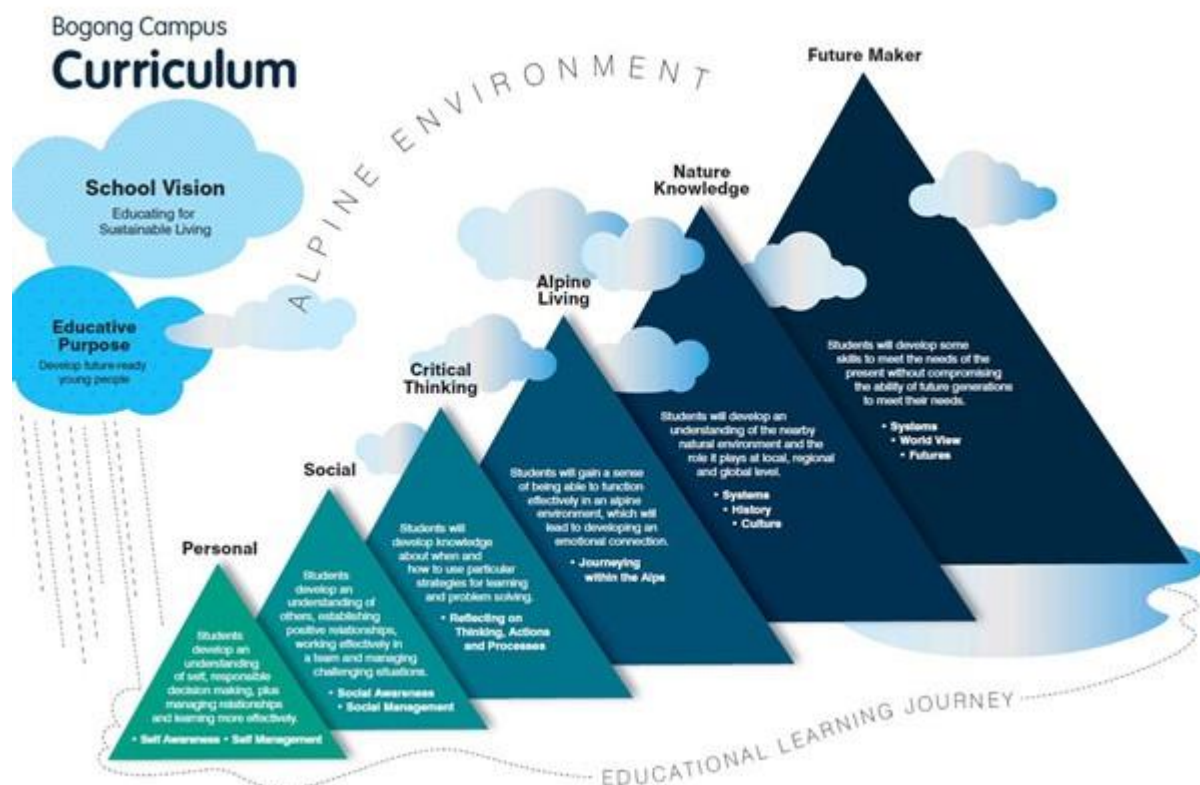 Bogong Campus
Curriculum
ALPINE ENVIRONMENT
School Vision
Educating for
Sustainable Living
Educative
Purpose
Develop future-ready
young people
Personal
Students
develop an
understanding
of self, responsible
decision making, plus
managing relationships
and learning more effectively.
• Self Awareness • Self Management
Social
Students
develop an
understanding of
others, establishing
positive relationships,
working effectively in
a team and managing
challenging situations.
• Social Awareness
• Social Management
Critical
Thinking
Students will
develop knowledge
about when and
how to use particular
strategies for learning
and problem solving.
• Reflecting on
Thinking, Actions
and Processes
Alpine
Living
Students will gain a sense
of being able to function
effectively in an alpine
environment, which will
lead to developing an
emotional connection.
• Journeying
within the Alps
Nature
Knowledge
Students will develop an
understanding of the nearby
natural environment and the
role it plays at local, regional
and global level.
• Systems
• History
• Culture
Future Maker
Students will develop some
skills to meet the needs of the
present without compromising
the ability of future generations
to meet their needs.
• Systems
• World View
• Futures
EDUCATIONAL LEARNING JOURNEY